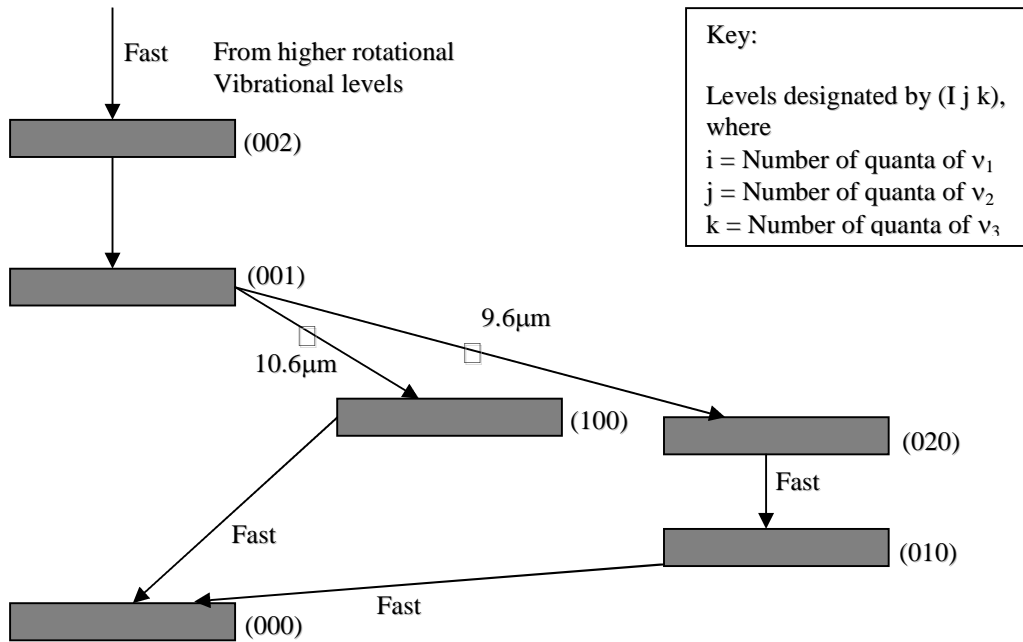 Fast
From higher rotational
Vibrational levels
Key:
Levels designated by (I j k),
where
i = Number of quanta of ν₁
j = Number of quanta of ν₂
k = Number of quanta of ν₃
(002)
(001)
9.6μm
10.6μm
(100)
(020)
Fast
Fast
(010)
Fast
(000)